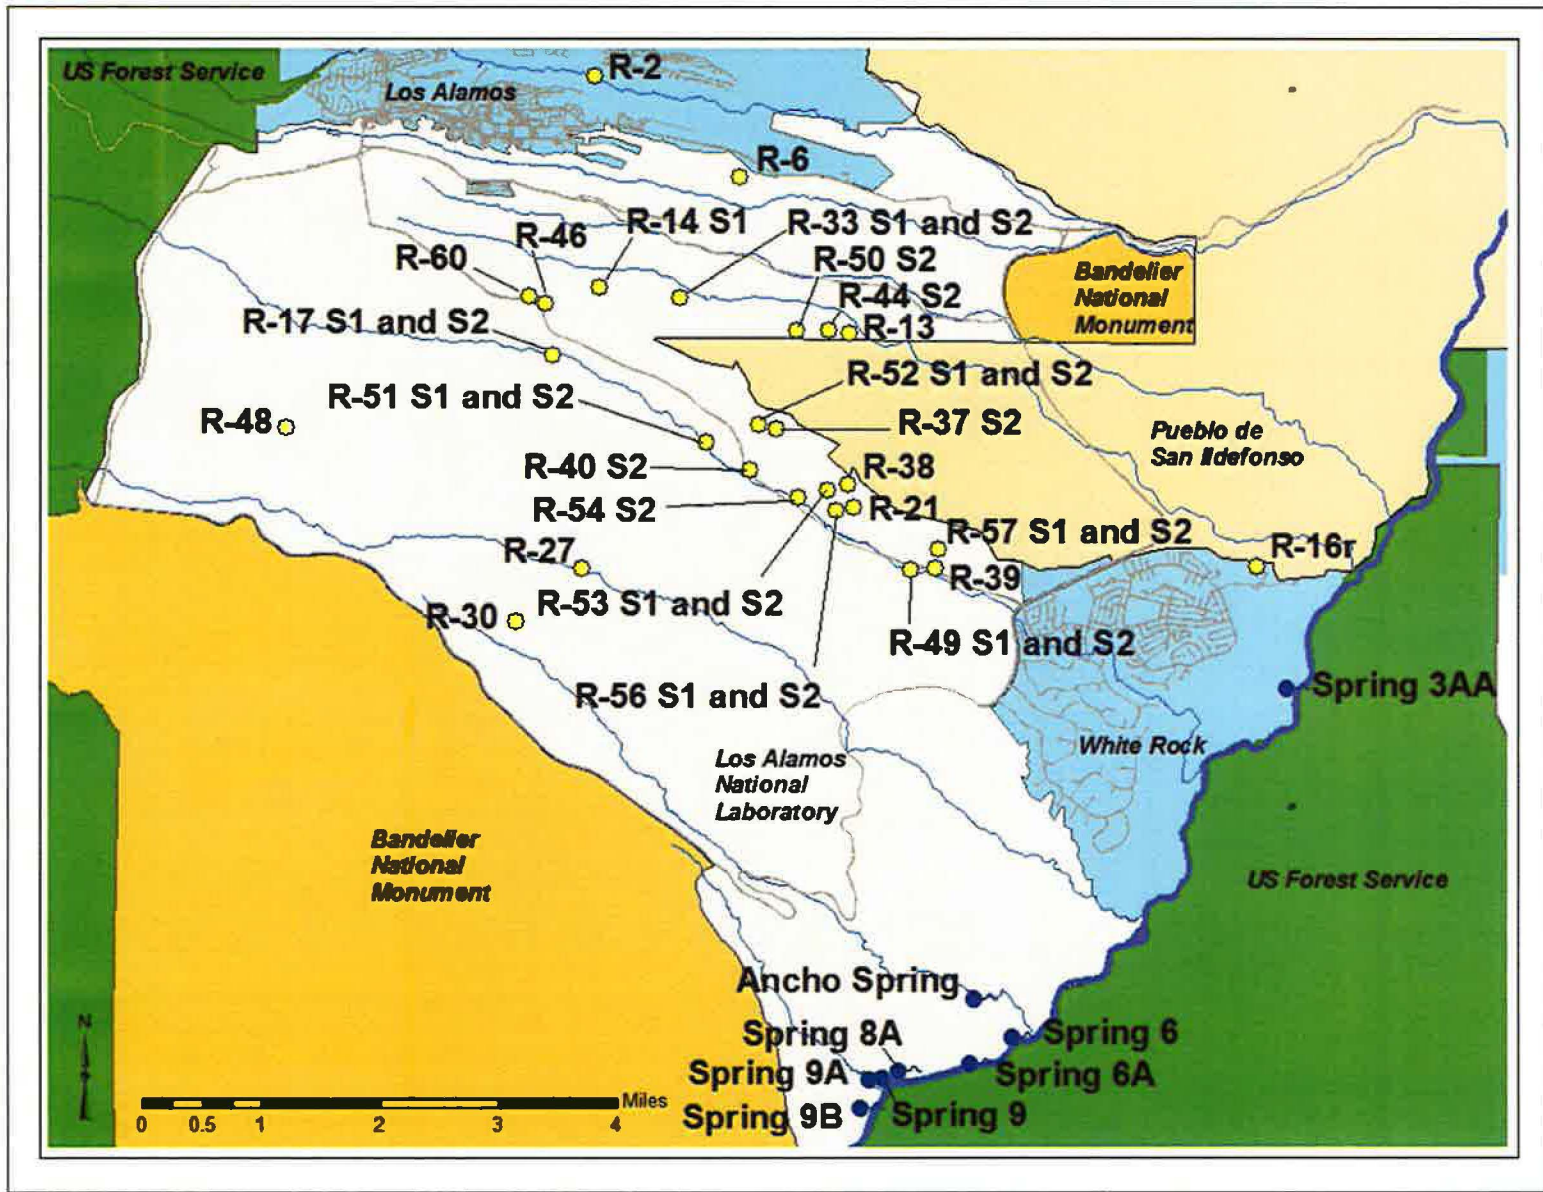 US Forest Service
Los Alamos
R-2
R-6
R-14 S1
R-33 S1 and S2
R-46
R-60
R-50 S2
R-44 S2
R-13
Bandelier
National
Monument
R-17 S1 and S2
R-52 S1 and S2
R-51 S1 and S2
R-48
R-37 S2
Pueblo de
San Ildefonso
R-40 S2
R-38
R-54 S2
R-21
R-57 S1 and S2
R-16r
R-27
R-39
R-53 S1 and S2
R-30
R-49 S1 and S2
R-56 S1 and S2
Spring 3AA
White Rock
Los Alamos
National
Laboratory
Bandelier
National
Monument
US Forest Service
Ancho Spring
Spring 8A
Spring 6
Spring 9A
Spring 6A
Spring 9B
Spring 9
N
Miles
0 0.5 1 2 3 4